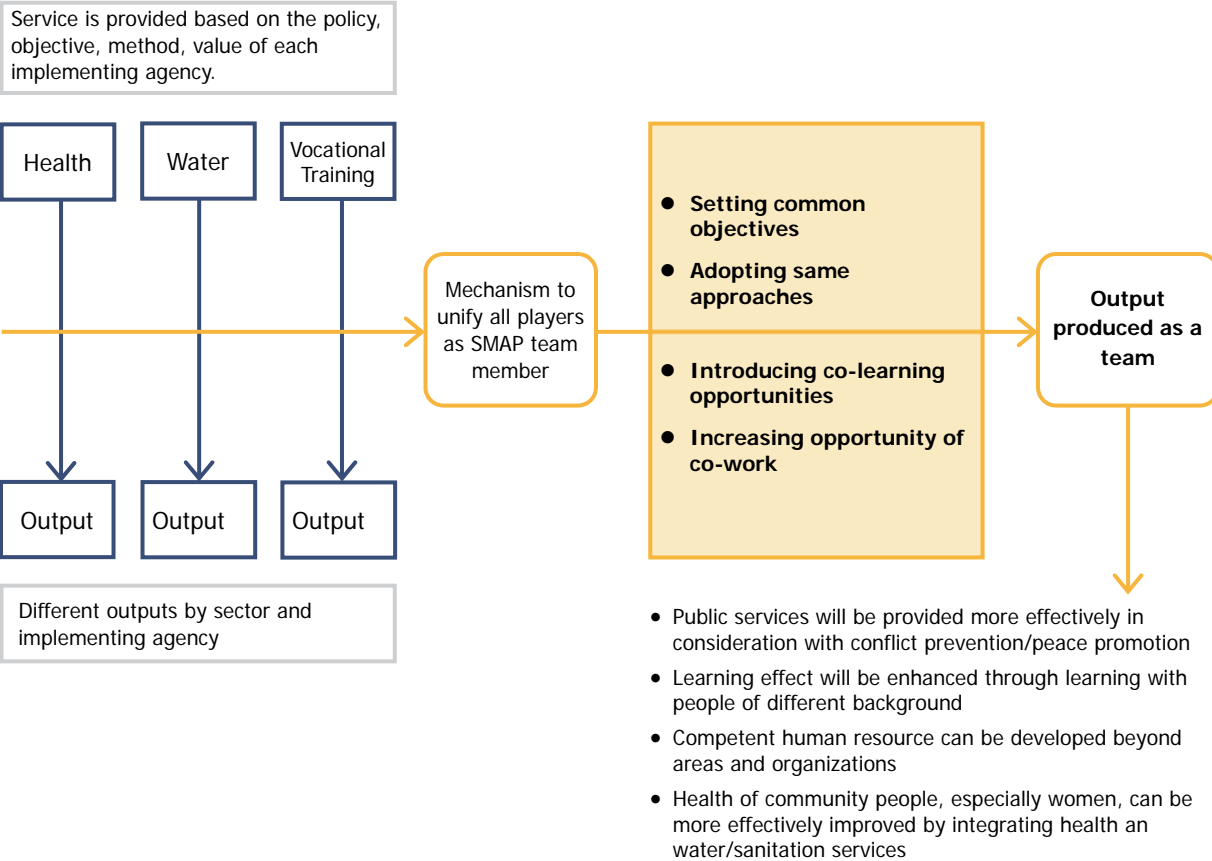 Service is provided based on the policy,
objective, method, value of each
implementing agency.
Health
Water
Vocational
Training
Output
Output
Output
Different outputs by sector and
implementing agency
Mechanism to
unify all players
as SMAP team
member
● Setting common
objectives
● Adopting same
approaches
● Introducing co-learning
opportunities
● Increasing opportunity of
co-work
Output
produced as a
team
• Public services will be provided more effectively in
consideration with conflict prevention/peace promotion
• Learning effect will be enhanced through learning with
people of different background
• Competent human resource can be developed beyond
areas and organizations
• Health of community people, especially women, can be
more effectively improved by integrating health an
water/sanitation services